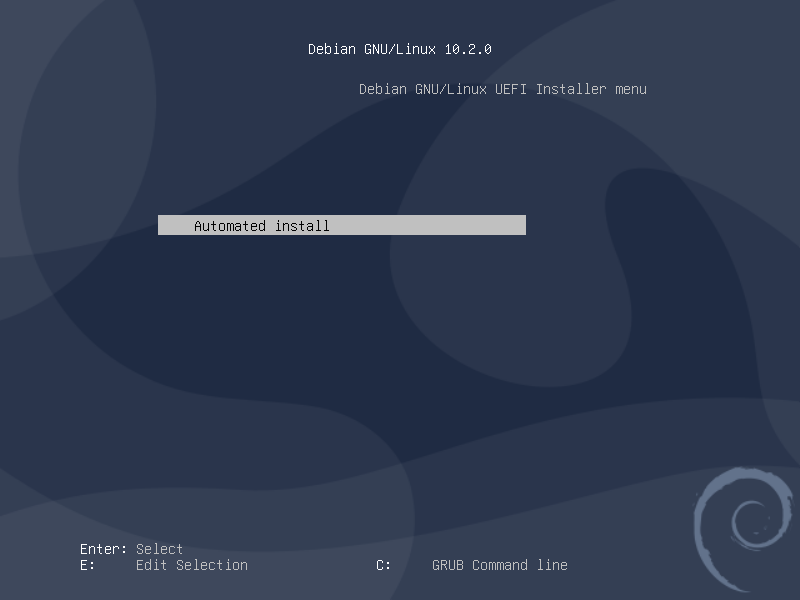 Debian GNU/Linux 10.2.0
Debian GNU/Linux UEFI Installer menu
Automated install
Enter: Select
E: Edit Selection C: GRUB Command line